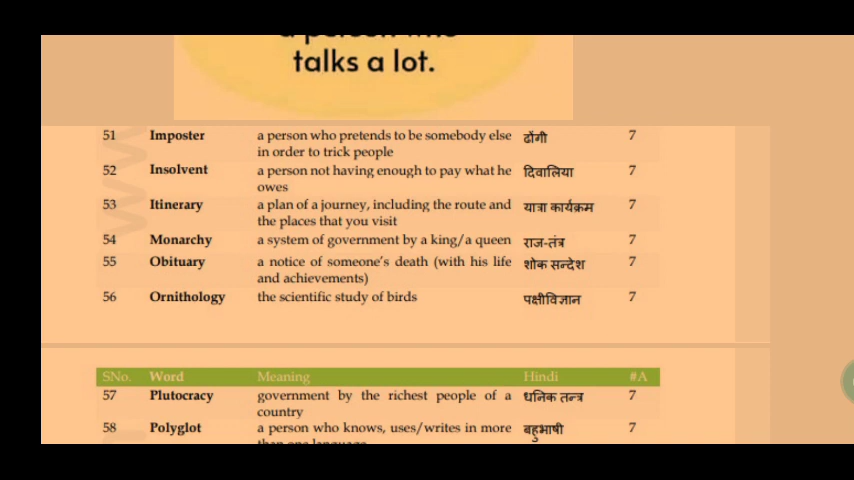 talks a lot.
51 Imposter a person who pretends to be somebody else ढोंगी 7
in order to trick people
52 Insolvent a person not having enough to pay what he दिवालिया 7
owes
53 Itinerary a plan of a journey, including the route and यात्रा कार्यक्रम 7
the places that you visit
54 Monarchy a system of government by a king/a queen राज-तंत्र 7
55 Obituary a notice of someone's death (with his life शोक सन्देश 7
and achievements)
56 Ornithology the scientific study of birds पक्षीविज्ञान 7
SNo. Word Meaning Hindi #A
57 Plutocracy government by the richest people of a धनिक तन्त्र 7
country
58 Polyglot a person who knows, uses/writes in more बहुभाषी 7